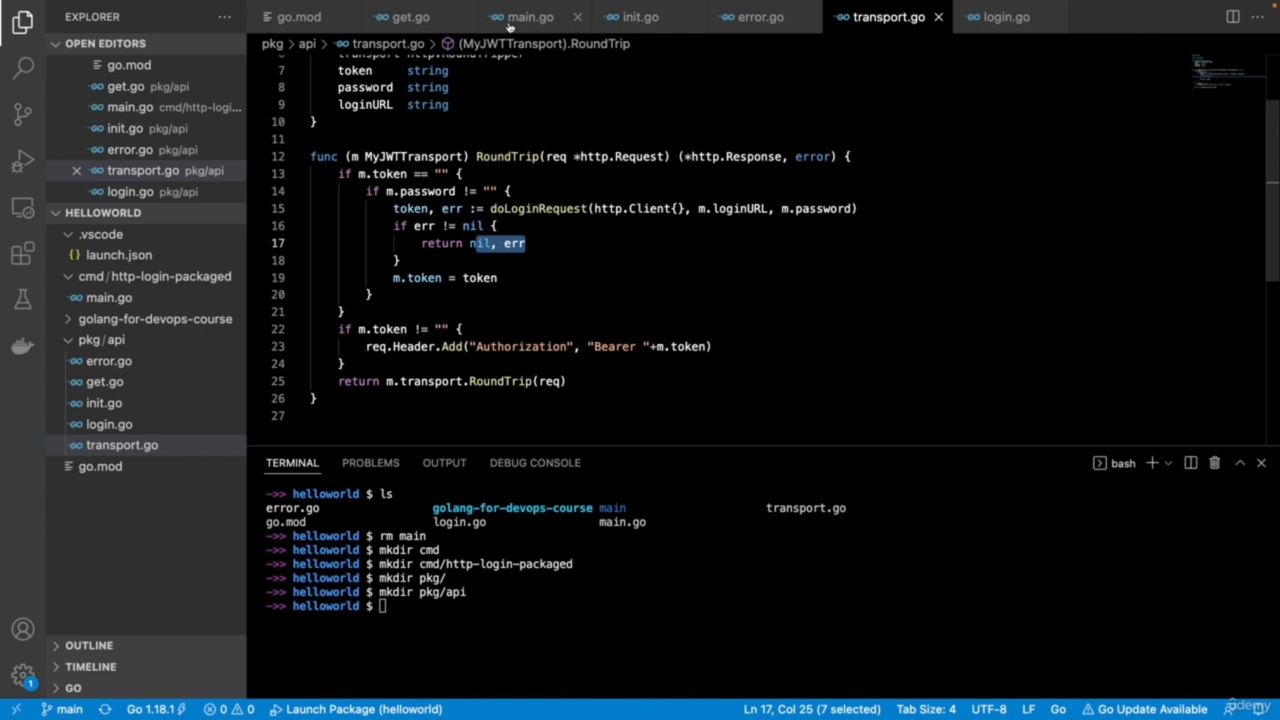 EXPLORER
go.mod
get.go
main.go
init.go
error.go
transport.go
login.go
OPEN EDITORS
go.mod
get.go pkg/api
main.go cmd/http-logi...
init.go pkg/api
error.go pkg/api
transport.go pkg/api
login.go pkg/api
HELLOWORLD
.vscode
launch.json
cmd/http-login-packaged
main.go
golang-for-devops-course
pkg/api
error.go
get.go
init.go
login.go
transport.go
go.mod
OUTLINE
TIMELINE
GO
pkg > api > transport.go > (MyJWTTransport).RoundTrip
6 transport http.RoundTripper
7 token string
8 password string
9 loginURL string
10 }
11
12 func (m MyJWTTransport) RoundTrip(req *http.Request) (*http.Response, error) {
13 if m.token == "" {
14 if m.password != "" {
15 token, err := doLoginRequest(http.Client{}, m.loginURL, m.password)
16 if err != nil {
17 return nil, err
18 }
19 m.token = token
20 }
21 }
22 if m.token != "" {
23 req.Header.Add("Authorization", "Bearer "+m.token)
24 }
25 return m.transport.RoundTrip(req)
26 }
27
TERMINAL PROBLEMS OUTPUT DEBUG CONSOLE
bash
->> helloworld $ ls
error.go golang-for-devops-course main transport.go
go.mod login.go main.go
->> helloworld $ rm main
->> helloworld $ mkdir cmd
->> helloworld $ mkdir cmd/http-login-packaged
->> helloworld $ mkdir pkg/
->> helloworld $ mkdir pkg/api
->> helloworld $
1
main Go 1.18.1 0 0 Launch Package (helloworld) Ln 17, Col 25 (7 selected) Tab Size: 4 UTF-8 LF Go Go Update Available
udemy